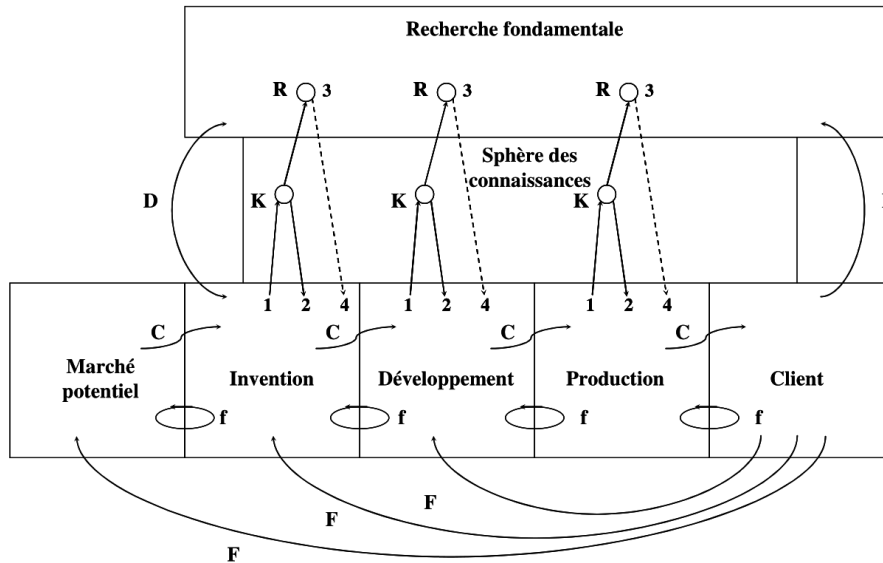 Recherche fondamentale
R 3 R 3 R 3
Sphère des
connaissances
D K K K
1 2 4 1 2 4 1 2 4
C C C C
Marché
potentiel
Invention Développement Production Client
f f f f
F
F
F